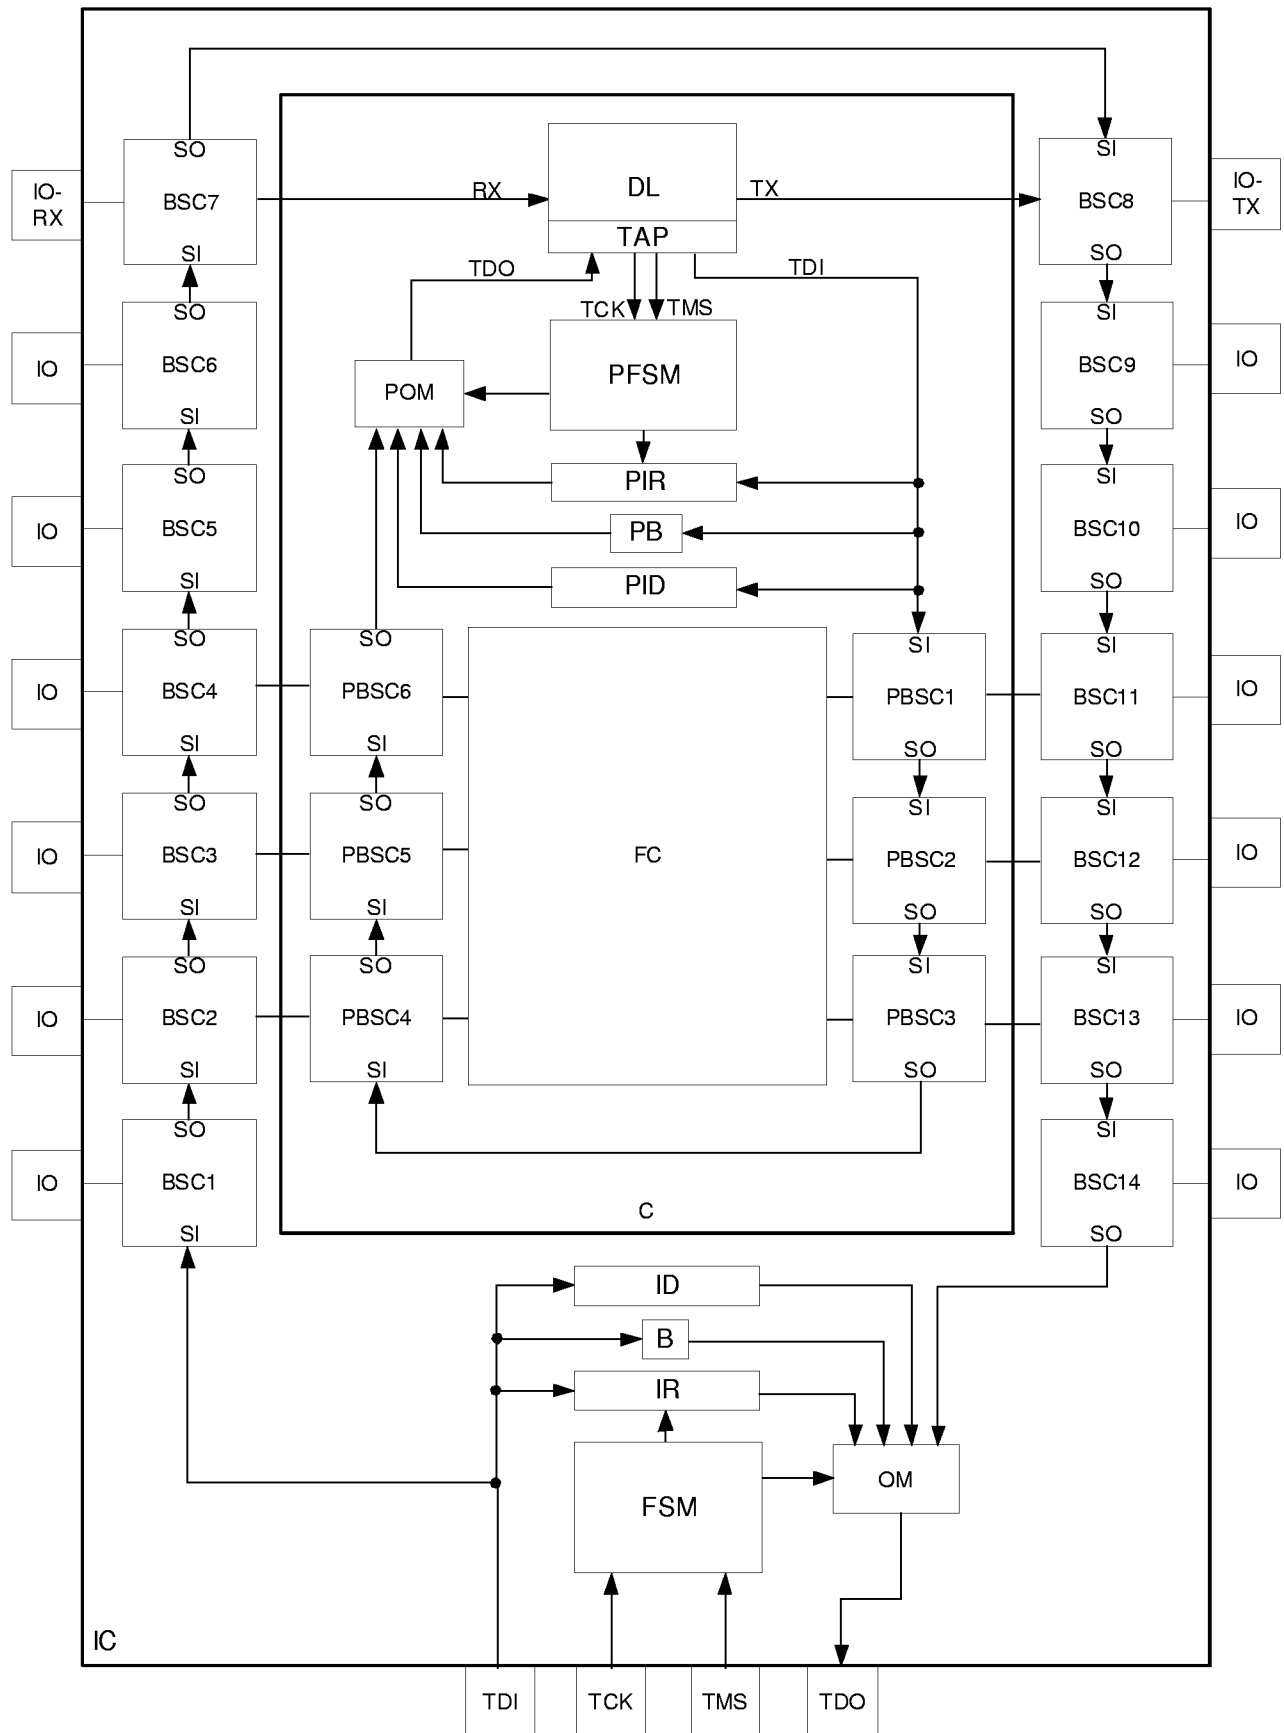 SO
SI
IO-
RX
BSC7
RX
DL
TX
BSC8
IO-
TX
TAP
SI
SO
TDO
TDI
SO
TCK
TMS
SI
IO
BSC6
POM
PFSM
BSC9
IO
SI
SO
SO
PIR
SI
IO
BSC5
PB
BSC10
IO
SI
PID
SO
SO
SO
SI
SI
IO
BSC4
PBSC6
PBSC1
BSC11
IO
SI
SI
SO
SO
SO
SO
SI
SI
IO
BSC3
PBSC5
FC
PBSC2
BSC12
IO
SI
SI
SO
SO
SO
SO
SI
SI
IO
BSC2
PBSC4
PBSC3
BSC13
IO
SI
SI
SO
SO
SO
SI
IO
BSC1
BSC14
IO
C
SI
SO
ID
B
IR
OM
FSM
IC
TDI
TCK
TMS
TDO